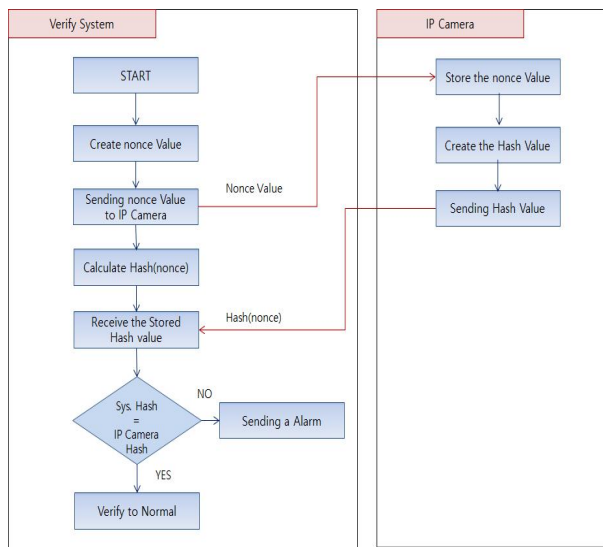 Verify System
START
Create nonce Value
Sending nonce Value
to IP Camera
Calculate Hash(nonce)
Receive the Stored
Hash value
Sys. Hash
=
IP Camera
Hash
NO
Sending a Alarm
YES
Verify to Normal
Nonce Value
Hash(nonce)
IP Camera
Store the nonce Value
Create the Hash Value
Sending Hash Value